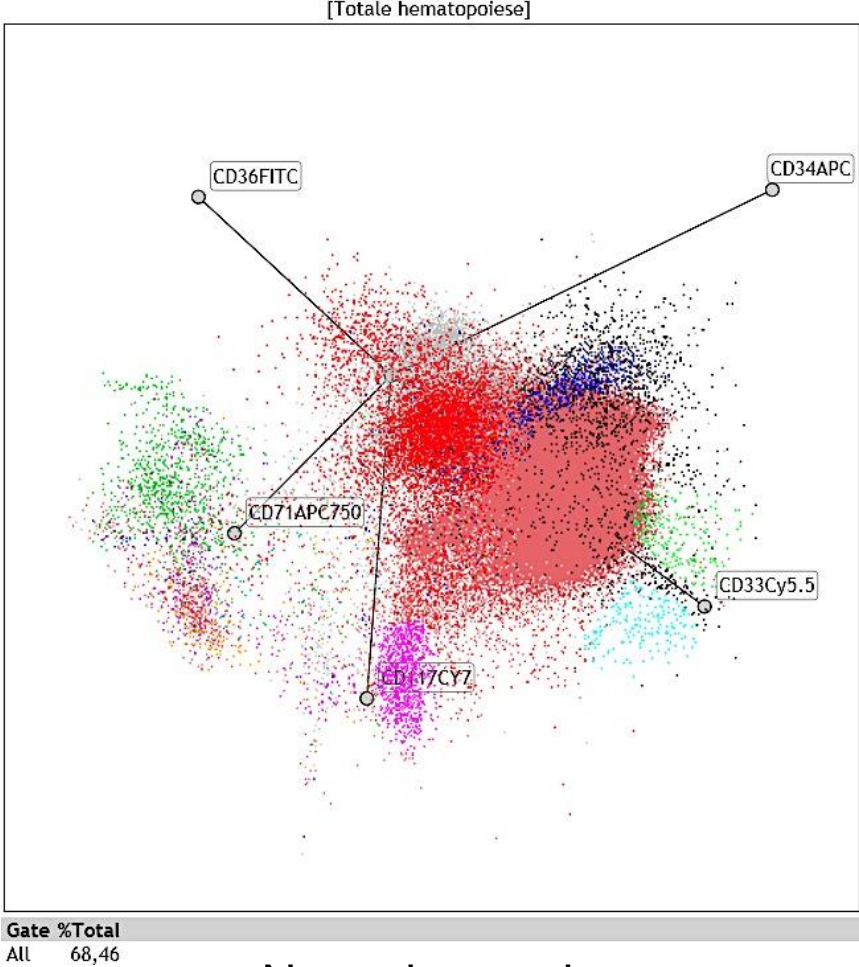 [Totale hematopoiese]
CD36FITC
CD34APC
CD71APC750
CD33Cy5.5
CD117CY7
Gate %Total
All 68,46